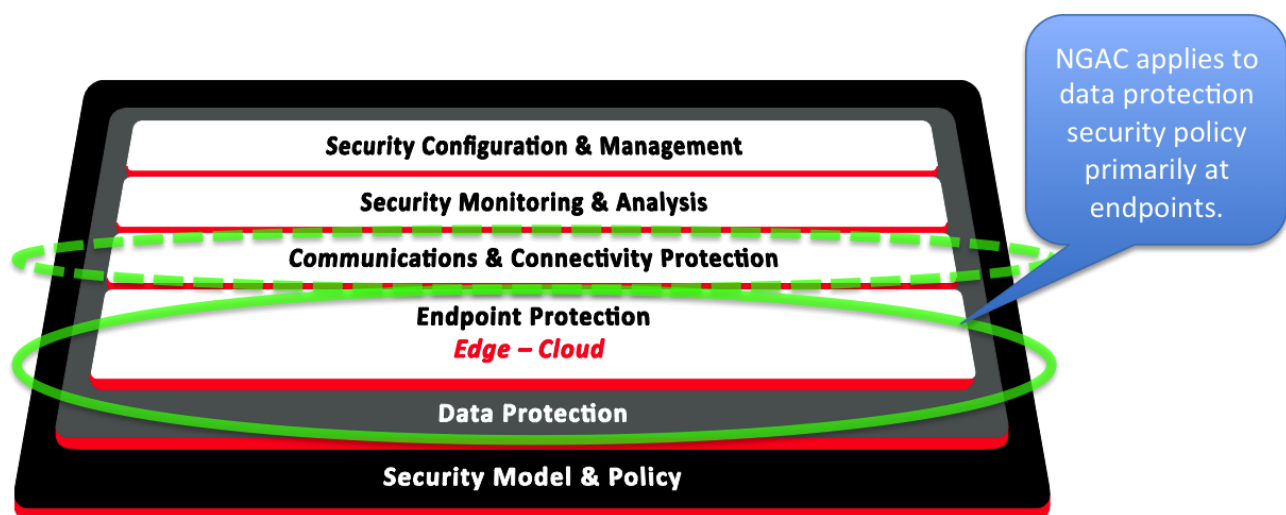 NGAC applies to
data protection
security policy
primarily at
endpoints.
Security Configuration & Management
Security Monitoring & Analysis
Communications & Connectivity Protection
Endpoint Protection
Edge – Cloud
Data Protection
Security Model & Policy